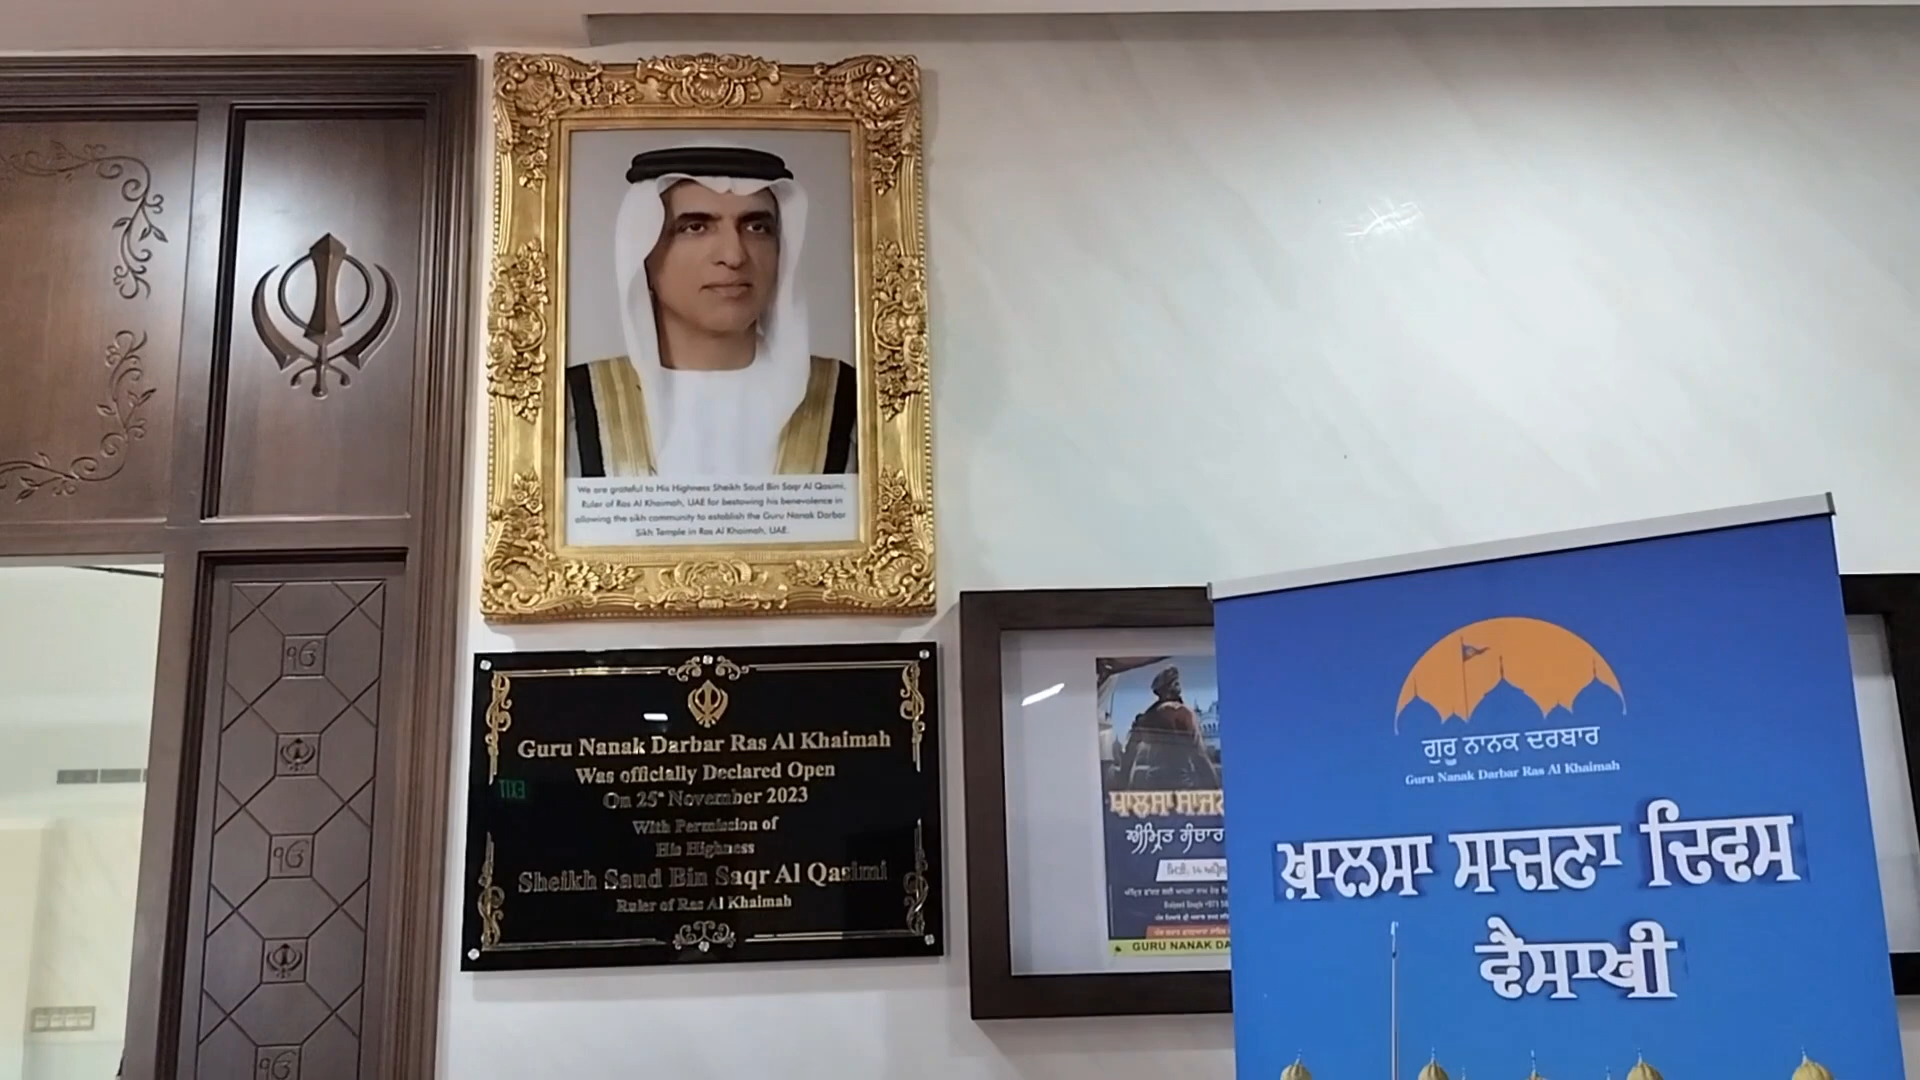 We are grateful to His Highness Sheikh Saud Bin Saqr Al Qasimi,
Ruler of Ras Al Khaimah, UAE for bestowing his benevolence in
allowing the sikh community to establish the Guru Nanak Darbar
Sikh Temple in Ras Al Khaimah, UAE.
Guru Nanak Darbar Ras Al Khaimah
Was officially Declared Open
On 25ᵗʰ November 2023
With Permission of
His Highness
Sheikh Saud Bin Saqr Al Qasimi
Ruler of Ras Al Khaimah
ੴ
ੴ
ੴ
ਖਾਲਸਾ ਸਾਜਨਾ
ਅੰਮ੍ਰਿਤ ਸੰਚਾਰ
GURU NANAK
ਗੁਰੂ ਨਾਨਕ ਦਰਬਾਰ
Guru Nanak Darbar Ras Al Khaimah
ਖ਼ਾਲਸਾ ਸਾਜਣਾ ਦਿਵਸ
ਵੈਸਾਖੀ